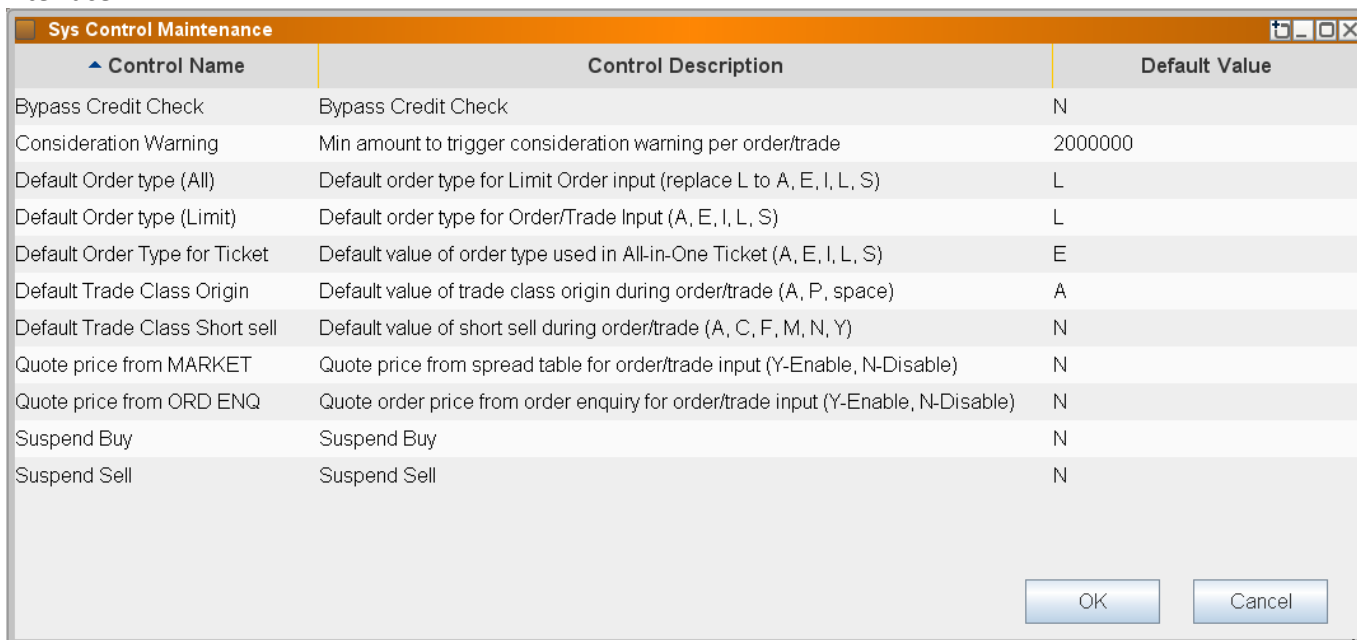 Sys Control Maintenance
Control Name Control Description Default Value
Bypass Credit Check Bypass Credit Check N
Consideration Warning Min amount to trigger consideration warning per order/trade 2000000
Default Order type (All) Default order type for Limit Order input (replace L to A, E, I, L, S) L
Default Order type (Limit) Default order type for Order/Trade Input (A, E, I, L, S) L
Default Order Type for Ticket Default value of order type used in All-in-One Ticket (A, E, I, L, S) E
Default Trade Class Origin Default value of trade class origin during order/trade (A, P, space) A
Default Trade Class Short sell Default value of short sell during order/trade (A, C, F, M, N, Y) N
Quote price from MARKET Quote price from spread table for order/trade input (Y-Enable, N-Disable) N
Quote price from ORD ENQ Quote order price from order enquiry for order/trade input (Y-Enable, N-Disable) N
Suspend Buy Suspend Buy N
Suspend Sell Suspend Sell N
OK Cancel